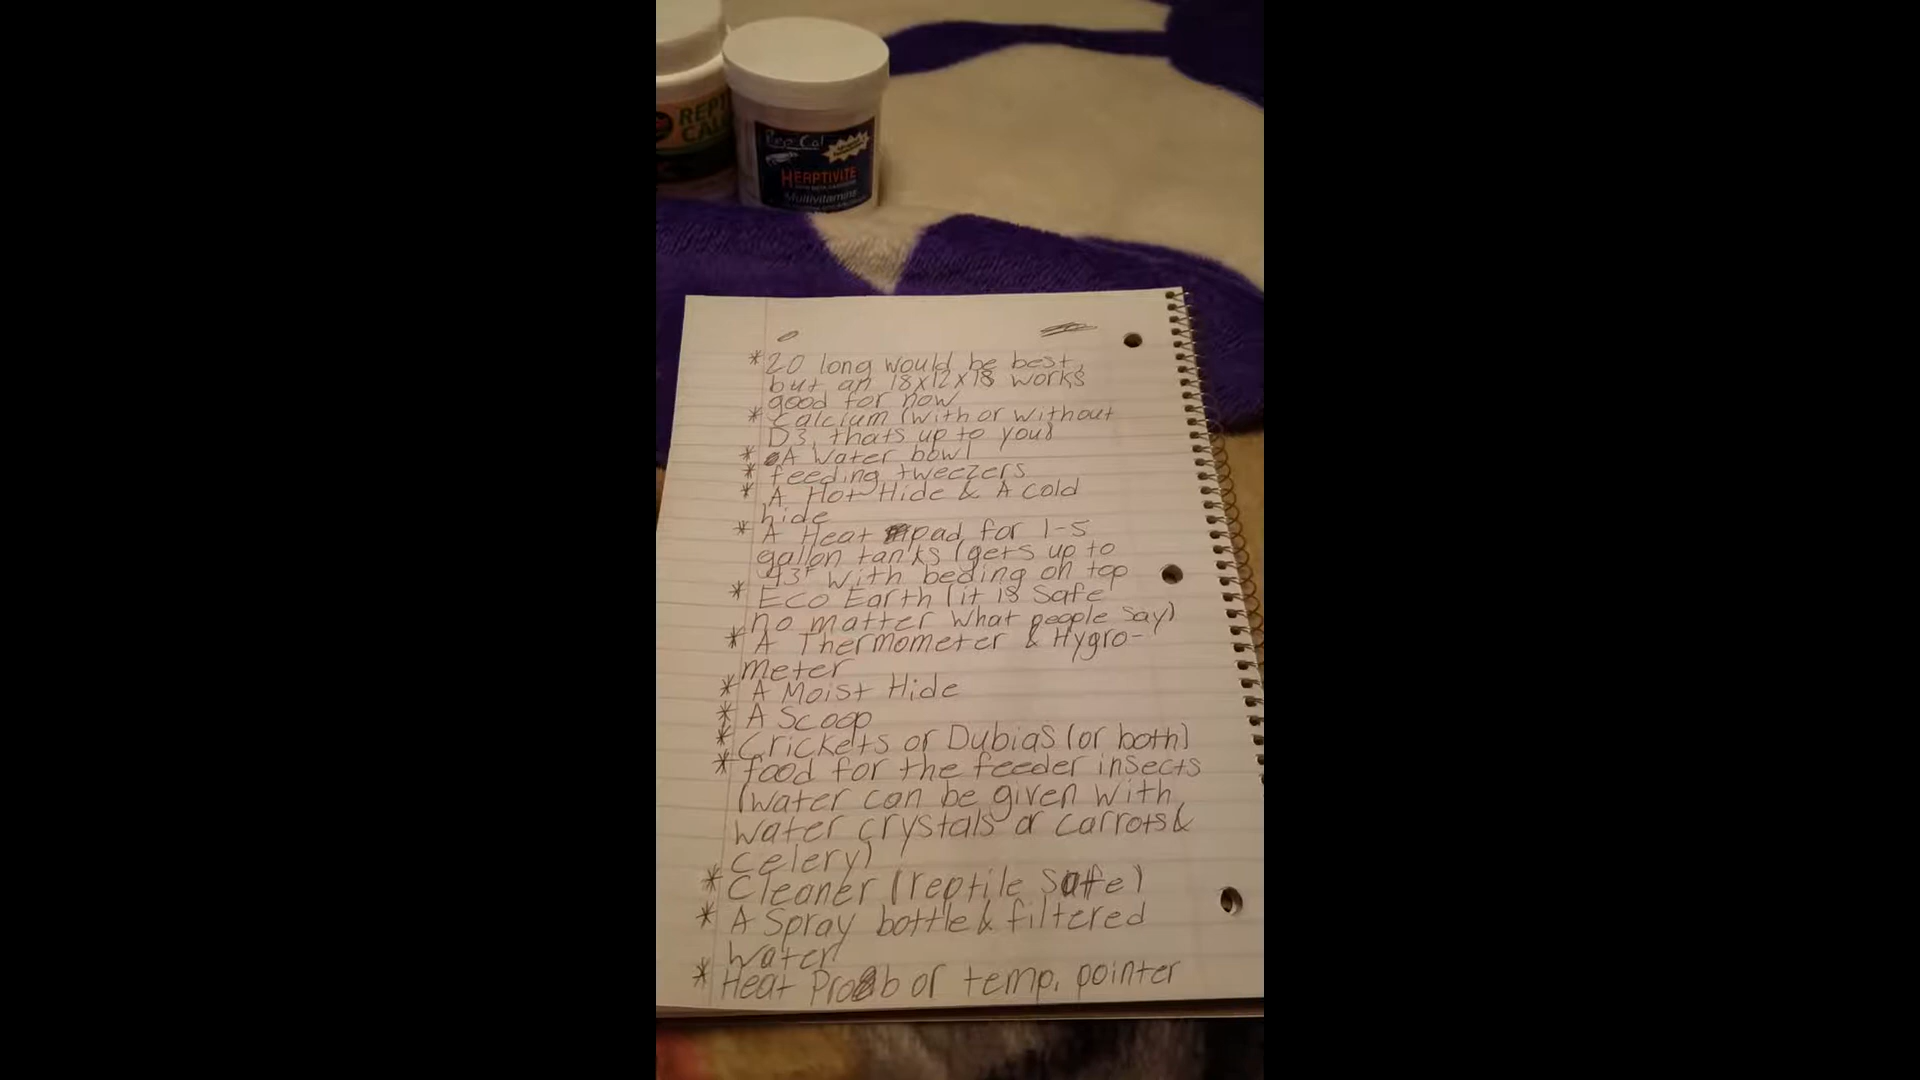 REPT
CAL
Rep-Cal
HERPTIVITE
Multivitamins
*20 long would be best,
but an 18x12x18 works
good for now
*Calcium (with or without
D3, thats up to you)
* A Water bowl
* feeding tweezers
* A Hot Hide & A cold
hide
* A Heat pad for 1-5
gallon tanks (gets up to
93° with beding on top
* Eco Earth (it is safe
no matter what people say)
* A Thermometer & Hygro-
meter
* A Moist Hide
* A Scoop
* Crickets or Dubias (or both)
* food for the feeder insects
(water can be given with
water crystals or carrots &
celery)
* Cleaner (reptile safe)
* A Spray bottle & filtered
Water
* Heat Prob or temp. pointer